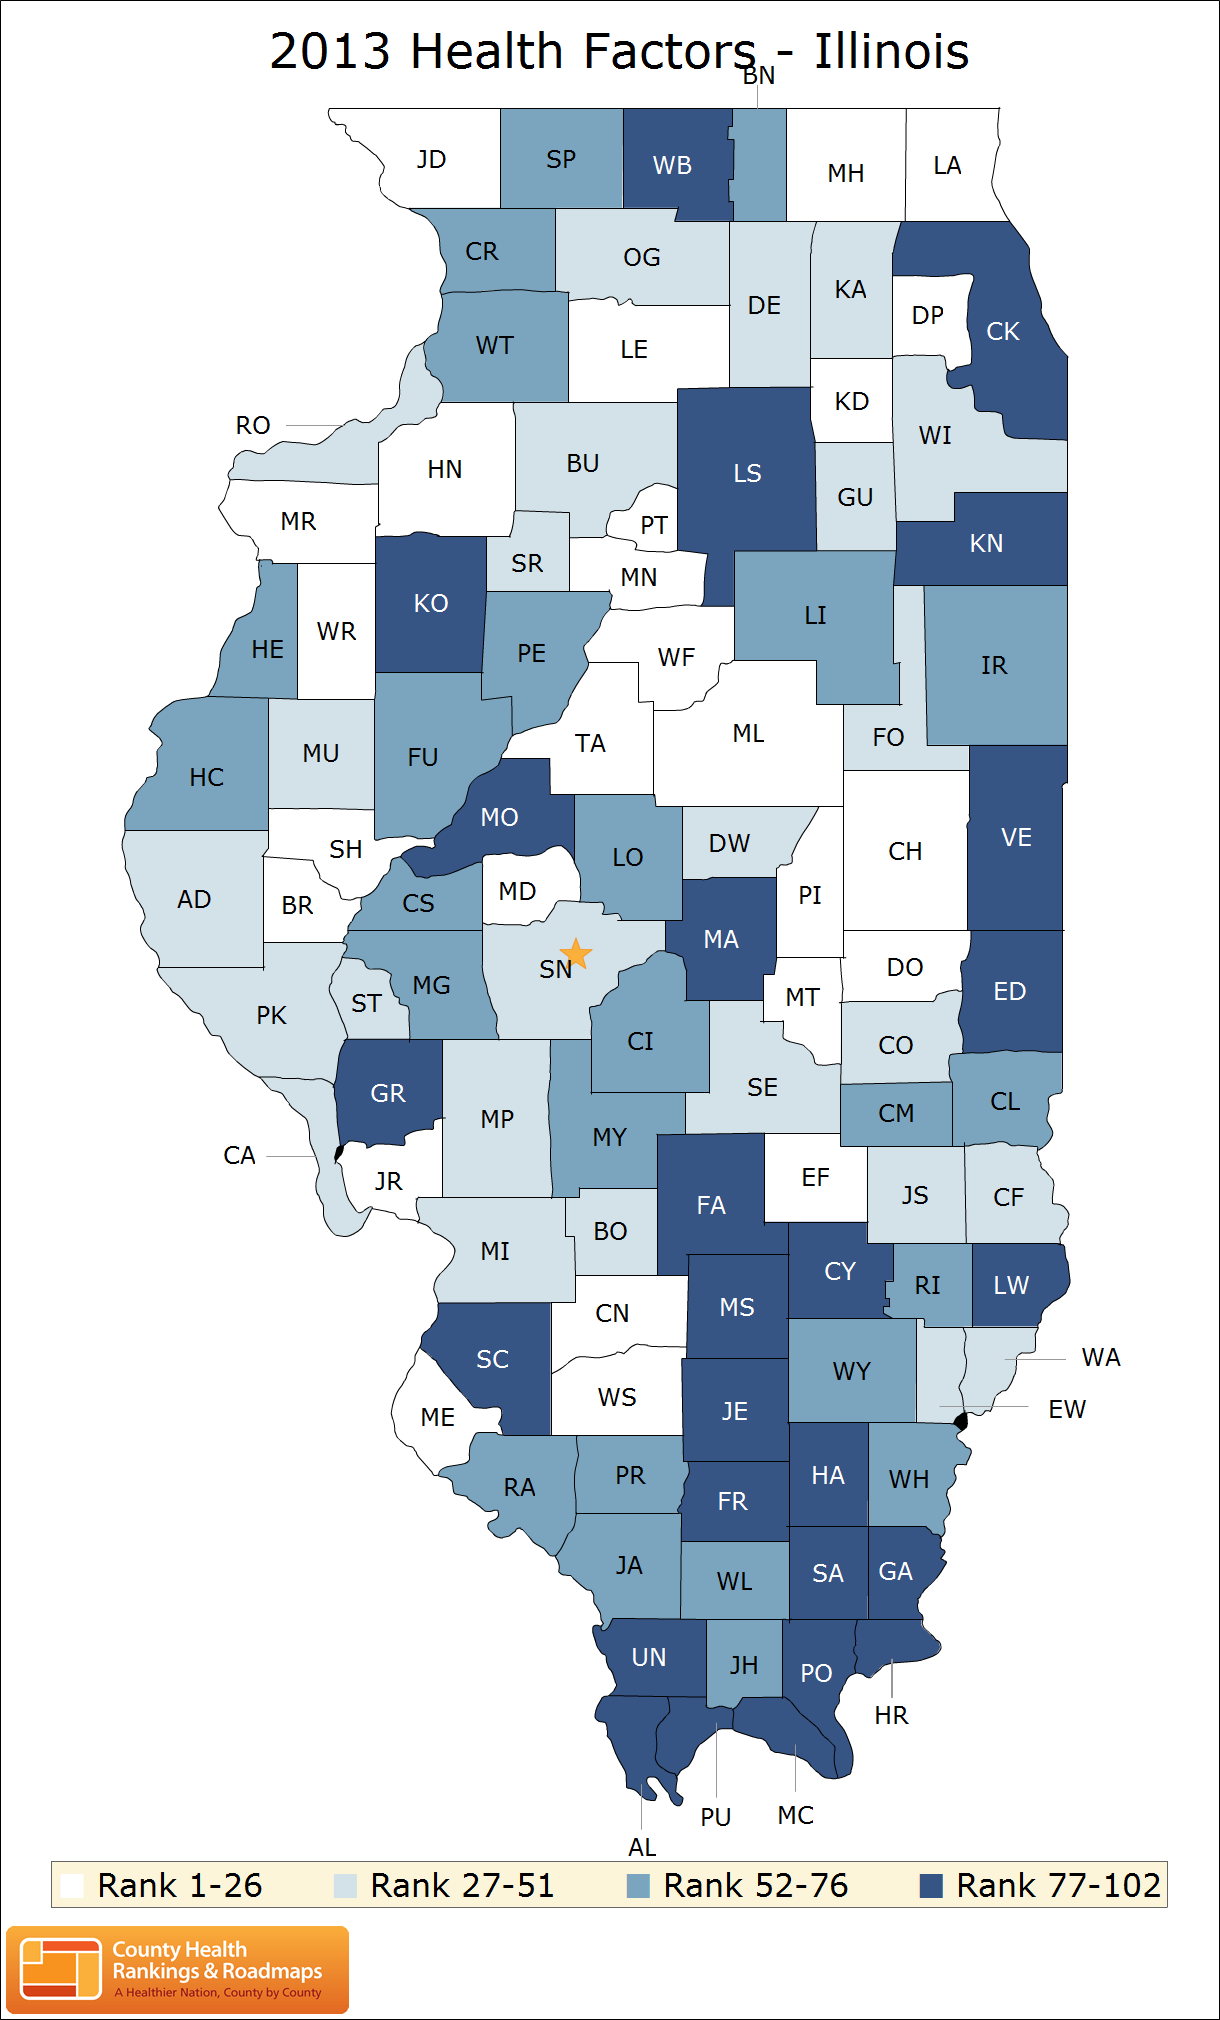 2013 Health Factors - Illinois
BN
JD SP WB MH LA
CR OG DE KA DP CK
WT LE KD WI
RO HN BU LS GU
MR PT KN
SR MN
HE WR KO PE WF LI IR
HC MU FU TA ML FO
MO VE
SH LO DW CH
AD BR CS MD PI
SN MA DO ED
PK ST MG CI MT CO
GR MP MY SE CM CL
CA JR FA EF JS CF
MI BO CY RI LW
CN MS
SC WS JE WY WA
ME EW
RA PR FR HA WH
JA WL SA GA
UN JH PO HR
AL PU MC
Rank 1-26 Rank 27-51 Rank 52-76 Rank 77-102
County Health
Rankings & Roadmaps
A Healthier Nation, County by County